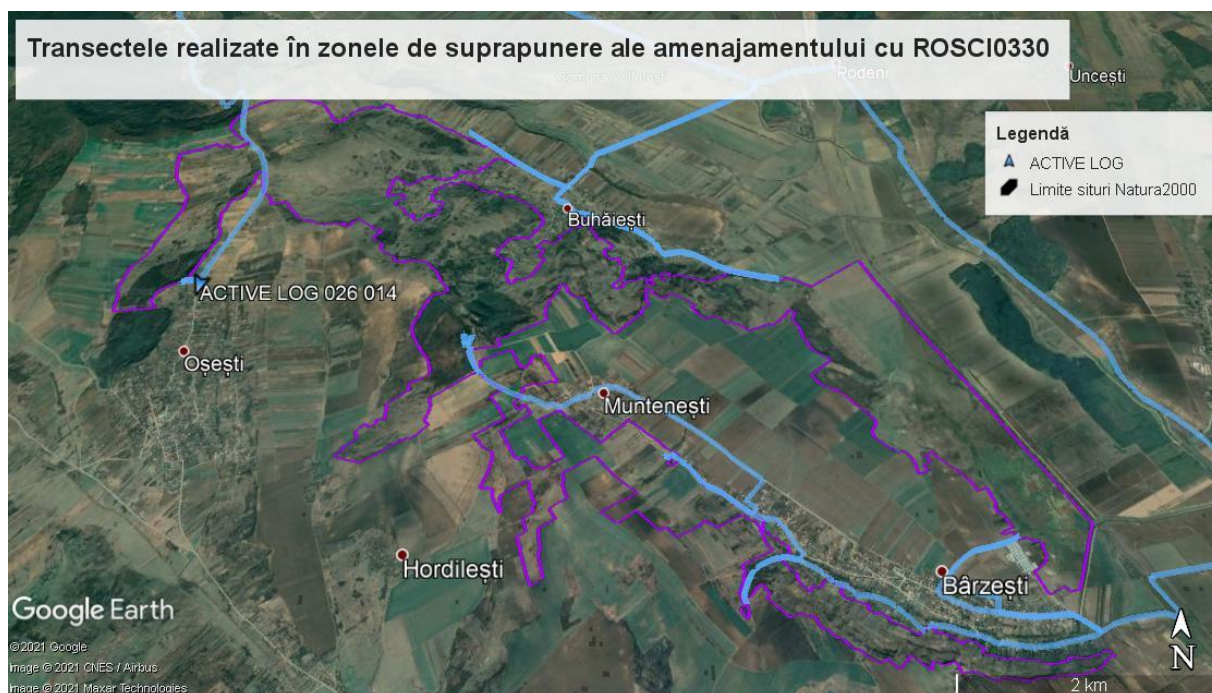 Transectele realizate în zonele de suprapunere ale amenajamentului cu ROSCI0330
Podeni
Uncești
Legendă
ACTIVE LOG
Limite situri Natura2000
Buhăiești
ACTIVE LOG 026 014
Oșești
Muntenești
Hordilești
Bârzești
Google Earth
©2021 Google
Image © 2021 CNES / Airbus
Image © 2021 Maxar Technologies
N
2 km